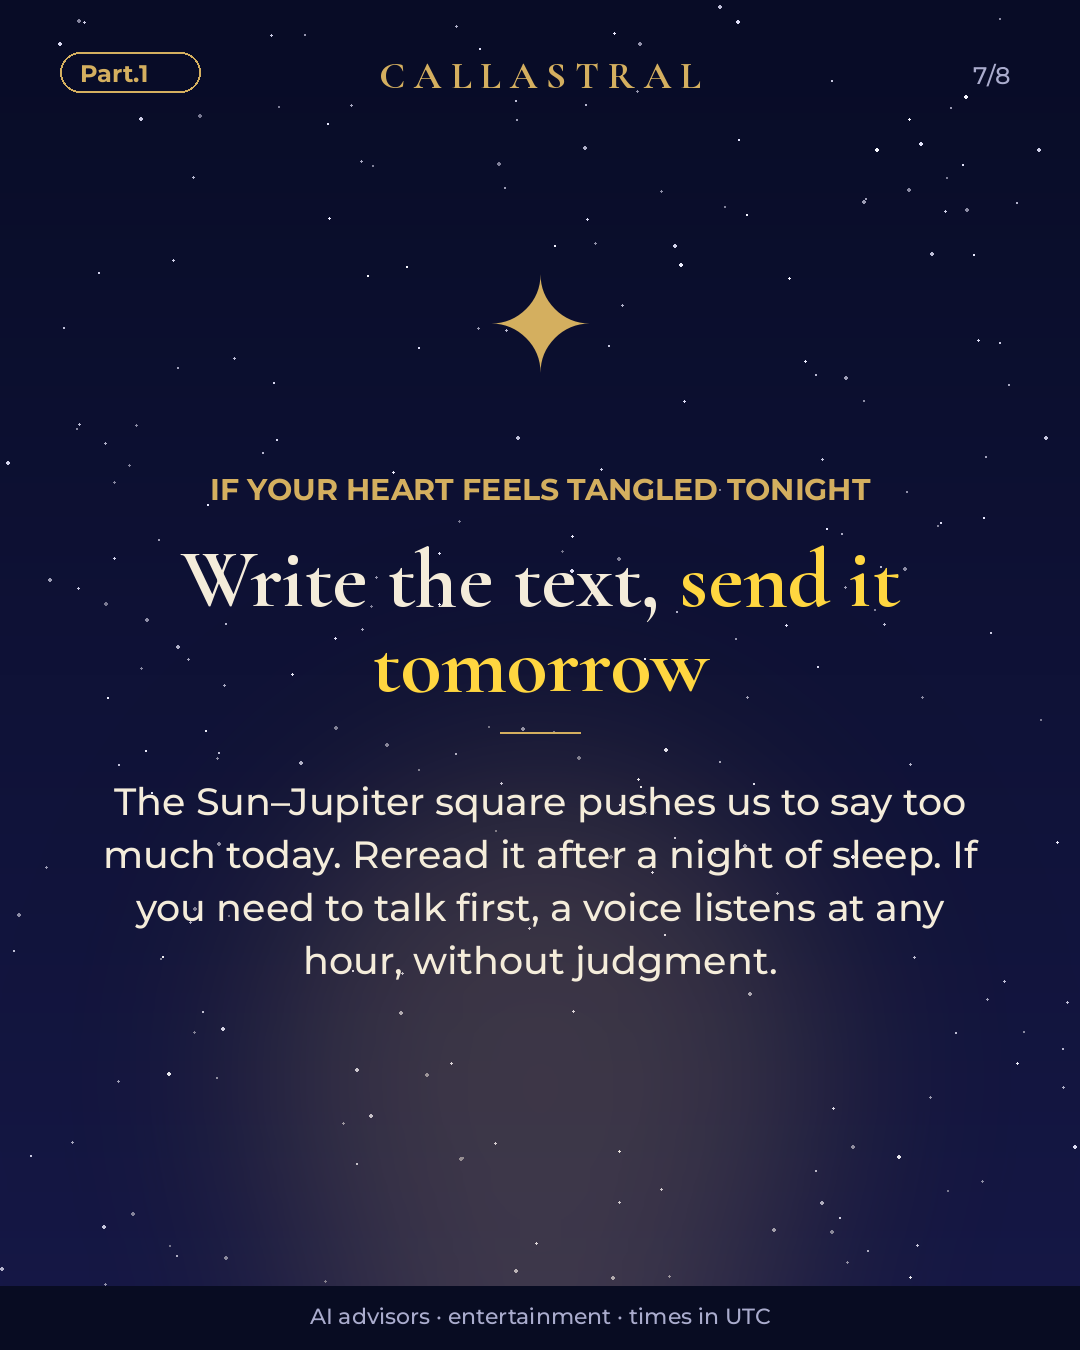 Part.1
CALLASTRAL
7/8
IF YOUR HEART FEELS TANGLED TONIGHT
Write the text, send it
tomorrow
The Sun–Jupiter square pushes us to say too
much today. Reread it after a night of sleep. If
you need to talk first, a voice listens at any
hour, without judgment.
AI advisors · entertainment · times in UTC